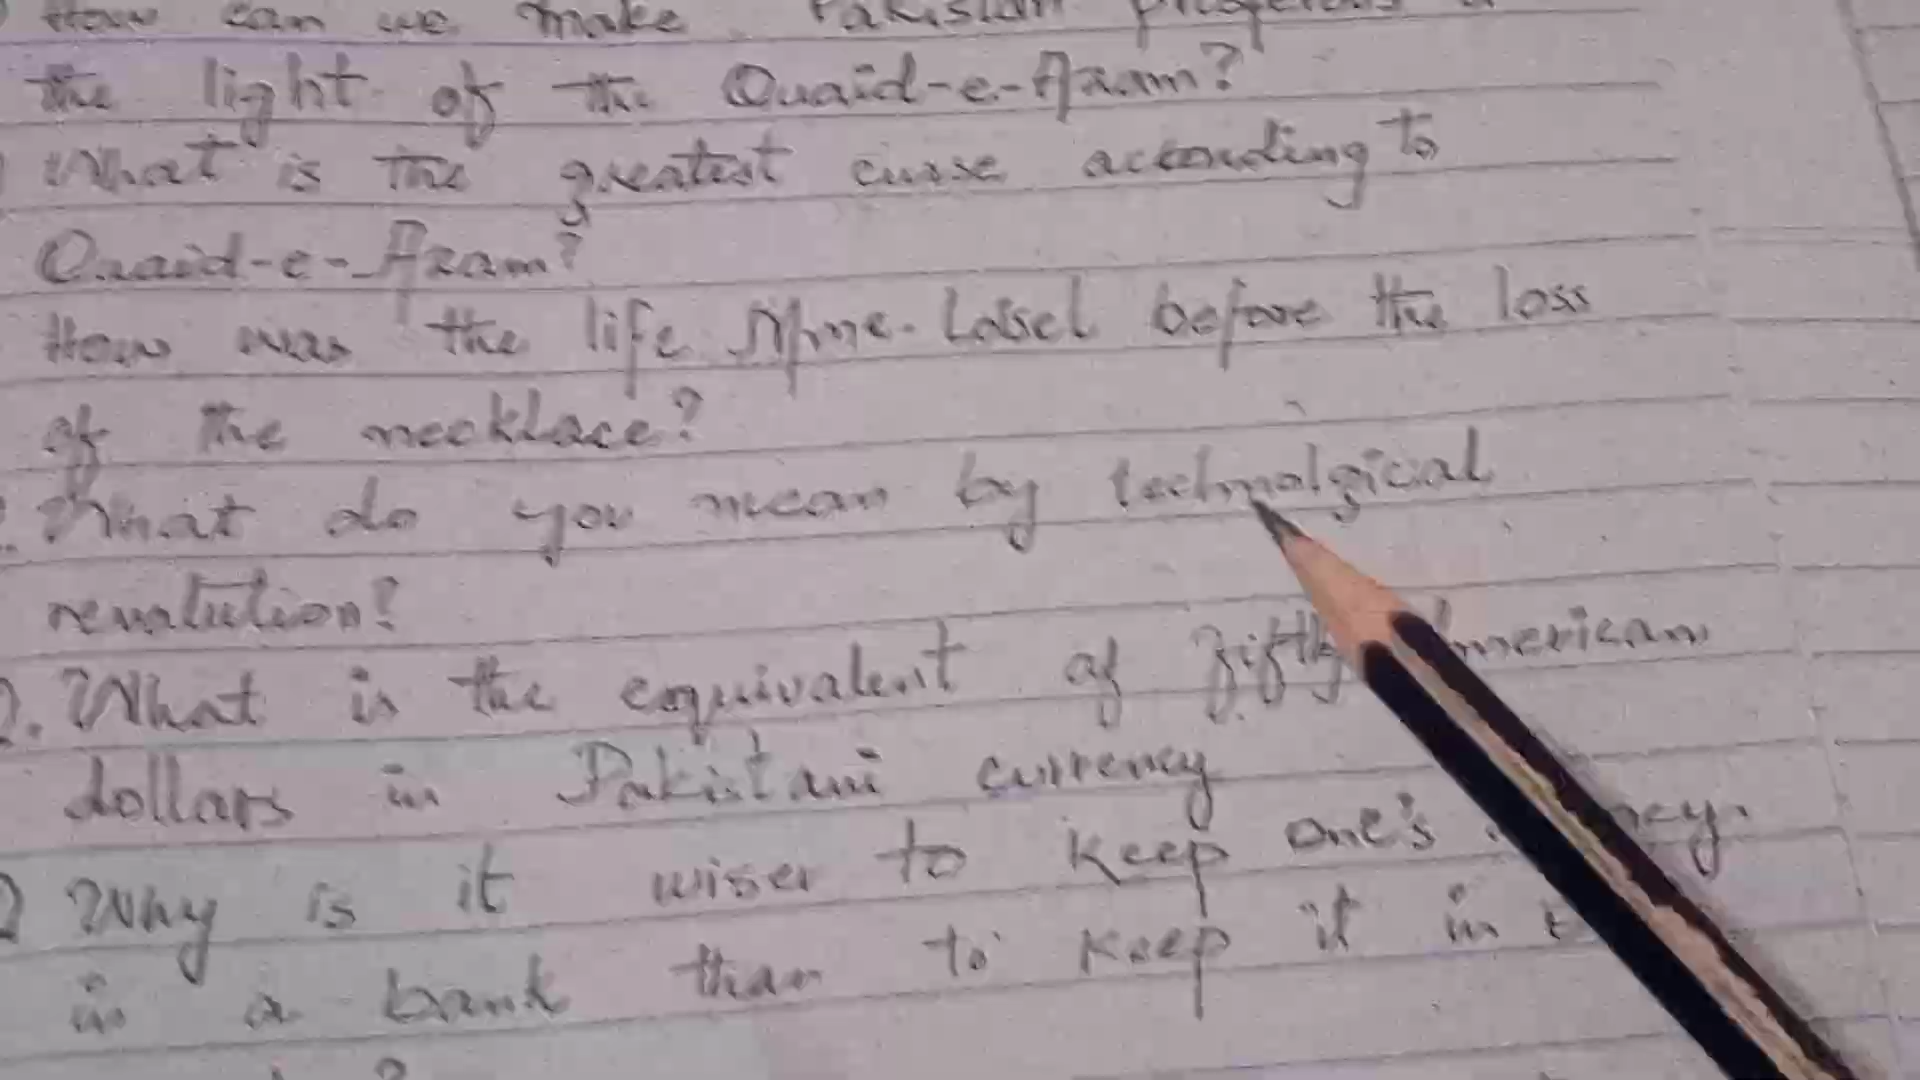 How can we make Pakistan
the light of the Quaid-e-Azam?
What is the greatest curse according to
Quaid-e-Azam?
How was the life Mme. Loisel before the loss
of the necklace?
What do you mean by technolgical
revolution?
Q. What is the equivalent of fifty American
dollars in Pakistani currency
Q Why is it wiser to keep one's
in a bank than to keep it in